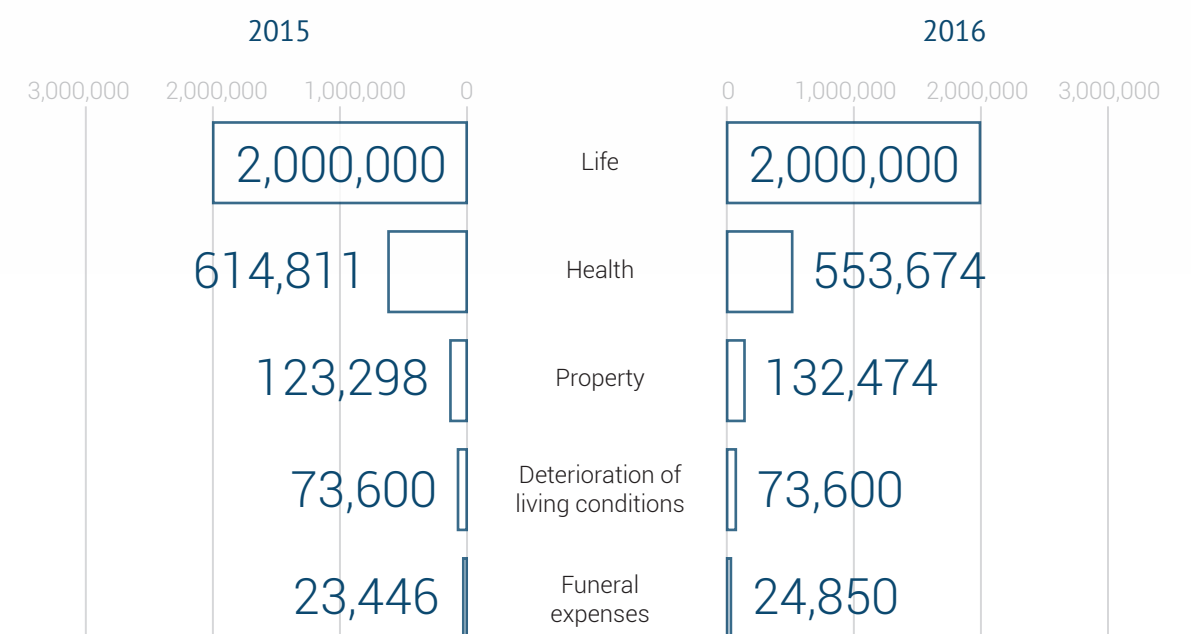 2015 2016
3,000,000 2,000,000 1,000,000 0 0 1,000,000 2,000,000 3,000,000
2,000,000 Life 2,000,000
614,811 Health 553,674
123,298 Property 132,474
73,600 Deterioration of
living conditions 73,600
23,446 Funeral
expenses 24,850